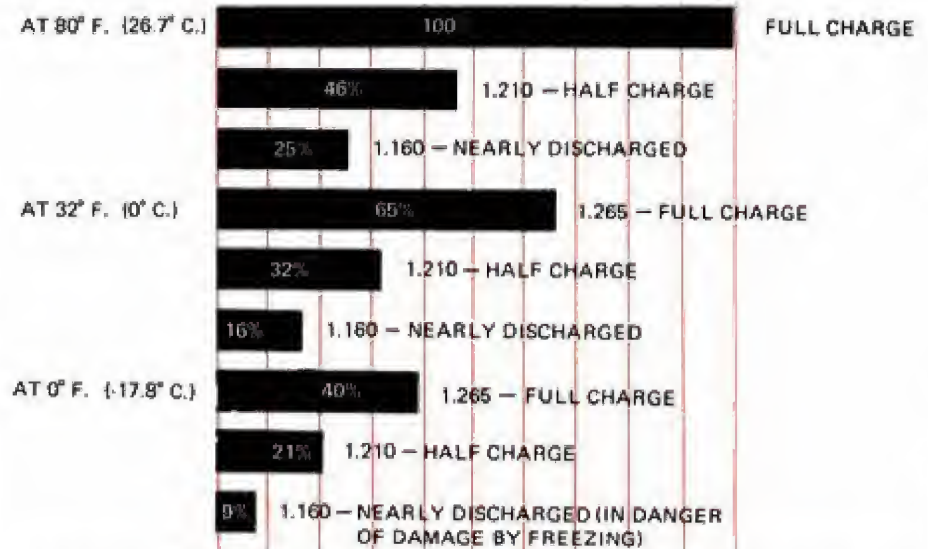 AT 80° F. (26.7° C.) 100 FULL CHARGE
46% 1.210 — HALF CHARGE
25% 1.160 — NEARLY DISCHARGED
AT 32° F. (0° C.) 65% 1.265 — FULL CHARGE
32% 1.210 — HALF CHARGE
16% 1.160 — NEARLY DISCHARGED
AT 0° F. (-17.8° C.) 40% 1.265 — FULL CHARGE
21% 1.210 — HALF CHARGE
9% 1.160 — NEARLY DISCHARGED (IN DANGER
OF DAMAGE BY FREEZING)